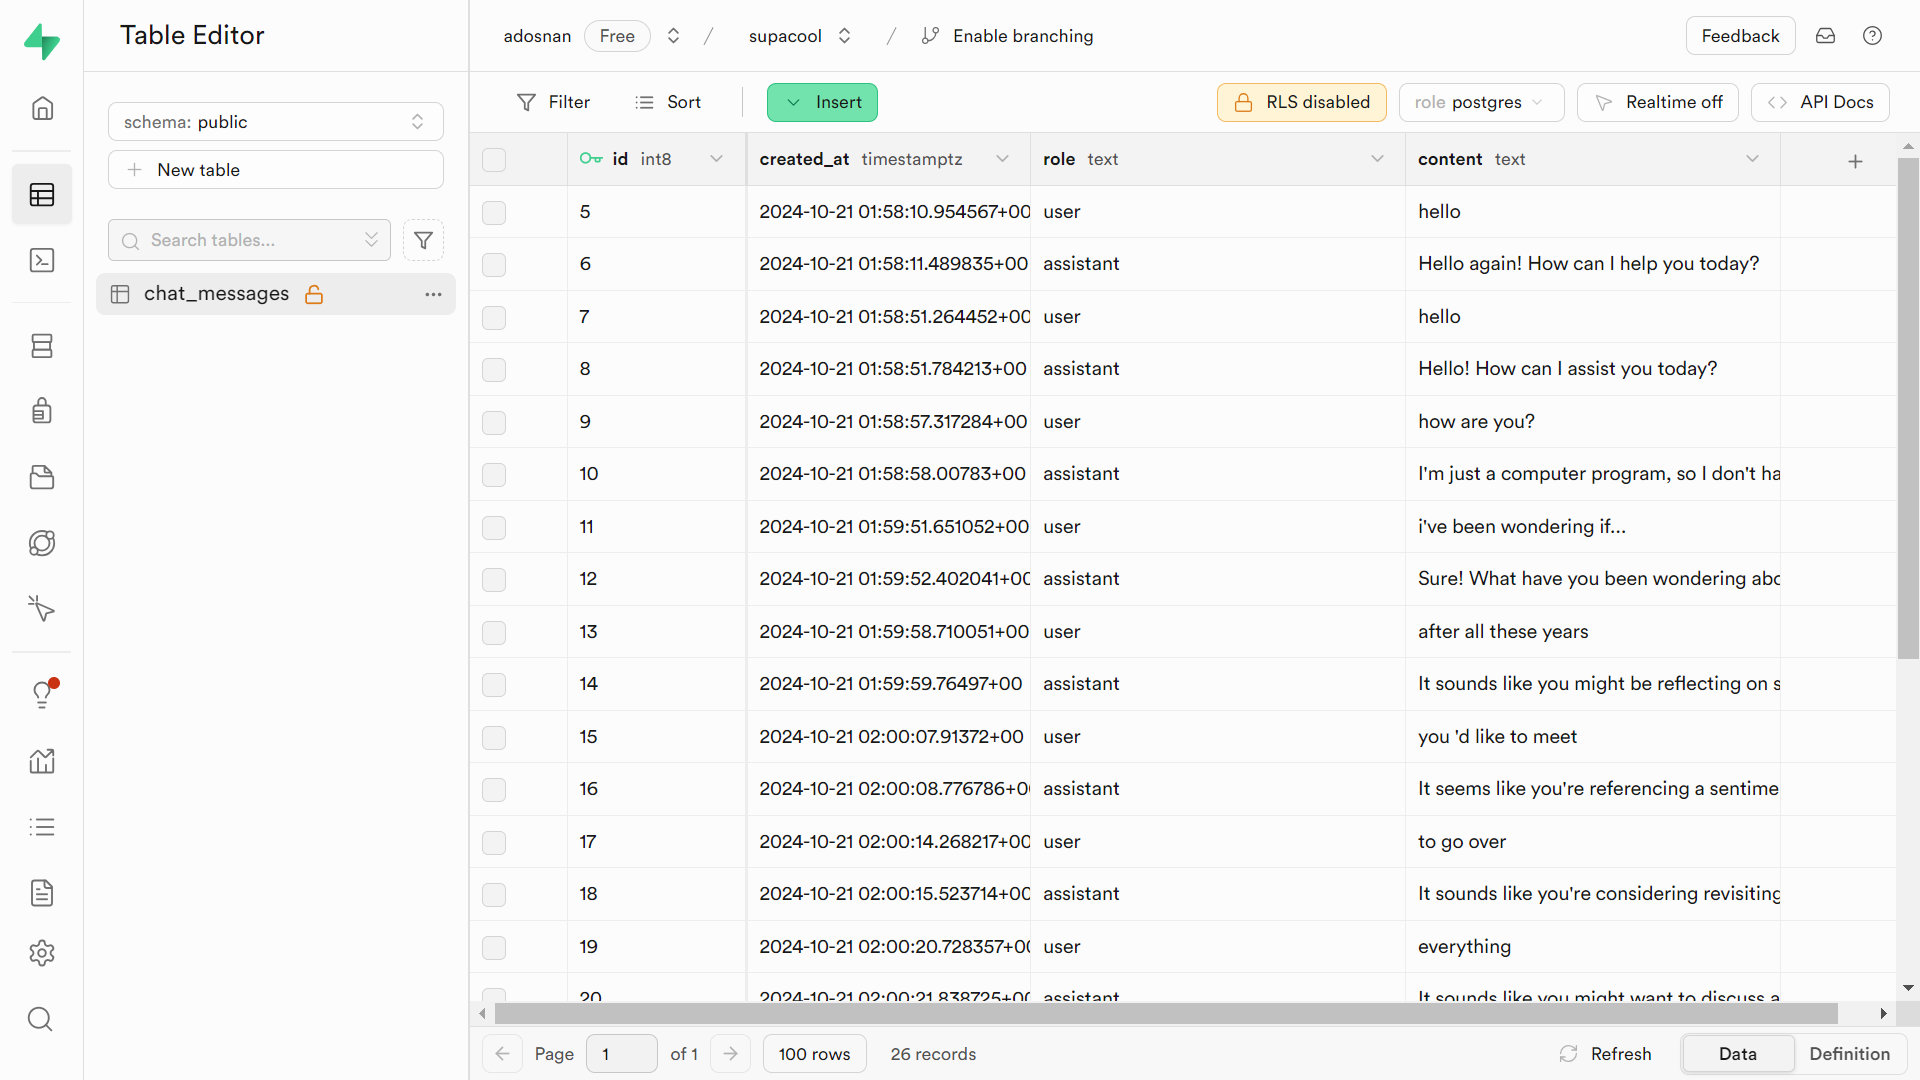 Table Editor
adosnan Free / supacool / Enable branching
Feedback
schema: public
New table
Search tables...
chat_messages
Filter Sort Insert RLS disabled role postgres Realtime off API Docs
id int8 created_at timestamptz role text content text
5 2024-10-21 01:58:10.954567+00 user hello
6 2024-10-21 01:58:11.489835+00 assistant Hello again! How can I help you today?
7 2024-10-21 01:58:51.264452+00 user hello
8 2024-10-21 01:58:51.784213+00 assistant Hello! How can I assist you today?
9 2024-10-21 01:58:57.317284+00 user how are you?
10 2024-10-21 01:58:58.00783+00 assistant I'm just a computer program, so I don't ha
11 2024-10-21 01:59:51.651052+00 user i've been wondering if...
12 2024-10-21 01:59:52.402041+00 assistant Sure! What have you been wondering abo
13 2024-10-21 01:59:58.710051+00 user after all these years
14 2024-10-21 01:59:59.76497+00 assistant It sounds like you might be reflecting on s
15 2024-10-21 02:00:07.91372+00 user you 'd like to meet
16 2024-10-21 02:00:08.776786+0 assistant It seems like you're referencing a sentime
17 2024-10-21 02:00:14.268217+00 user to go over
18 2024-10-21 02:00:15.523714+00 assistant It sounds like you're considering revisiting
19 2024-10-21 02:00:20.728357+00 user everything
20 2024-10-21 02:00:21.838725+00 assistant It sounds like you might want to discuss a
Page 1 of 1 100 rows 26 records Refresh Data Definition